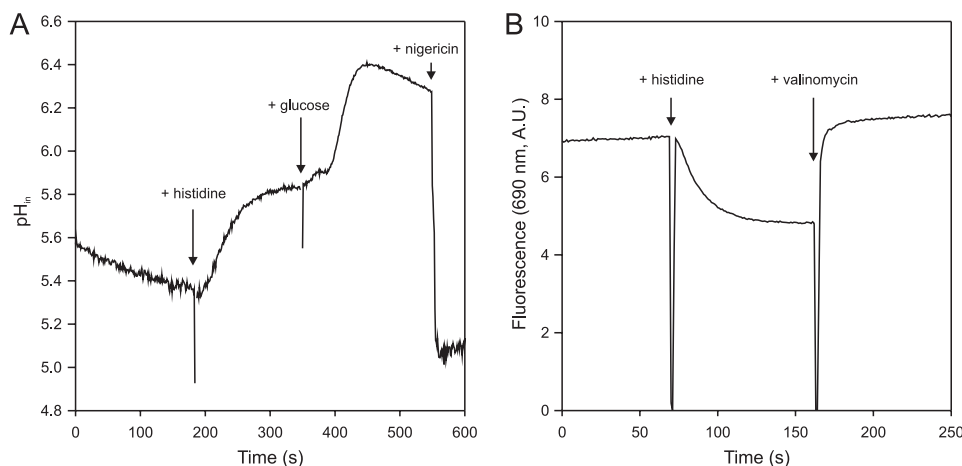 A
6.6
6.4
6.2
6.0
5.8
5.6
5.4
5.2
5.0
4.8
pHin
+ histidine
+ glucose
+ nigericin
0
100
200
300
400
500
600
Time (s)
B
10
8
6
4
2
0
Fluorescence (690 nm, A.U.)
+ histidine
+ valinomycin
0
50
100
150
200
250
Time (s)